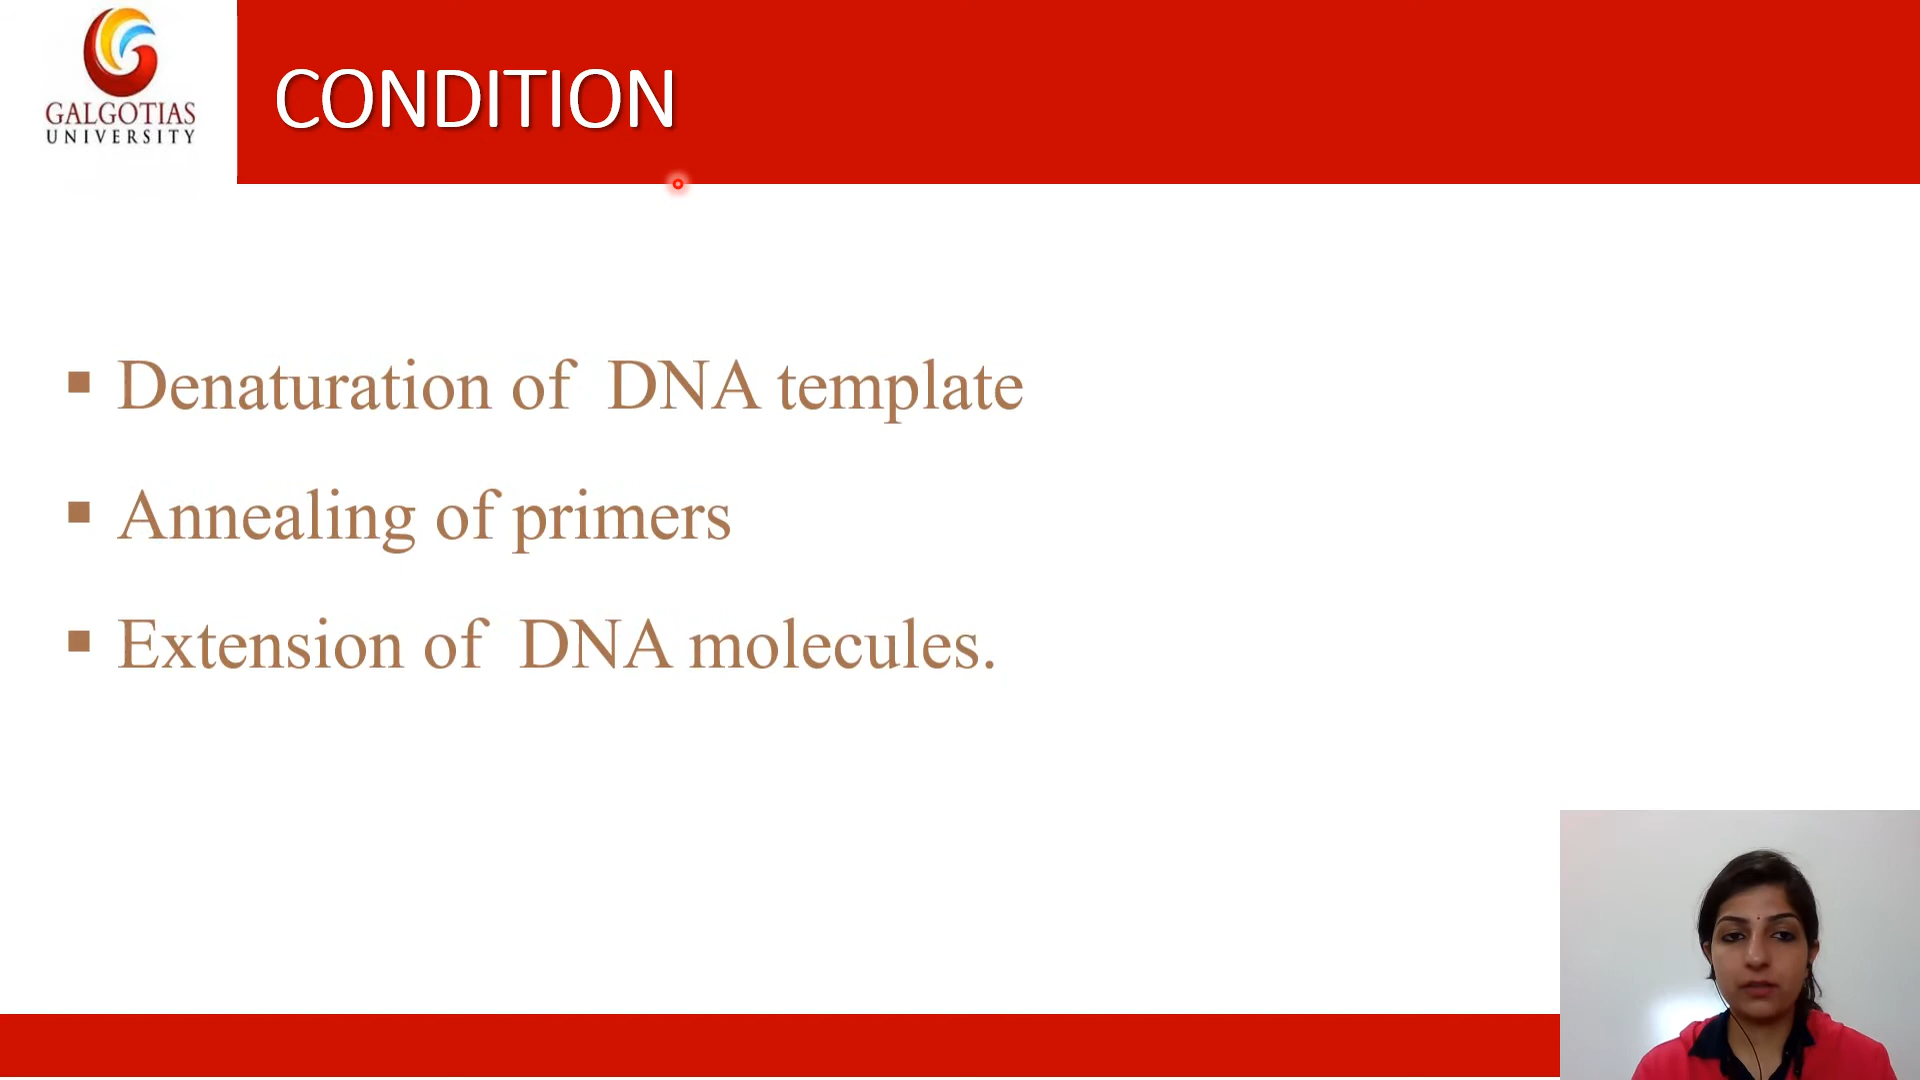 GALGOTIAS
UNIVERSITY
CONDITION
Denaturation of DNA template
Annealing of primers
Extension of DNA molecules.